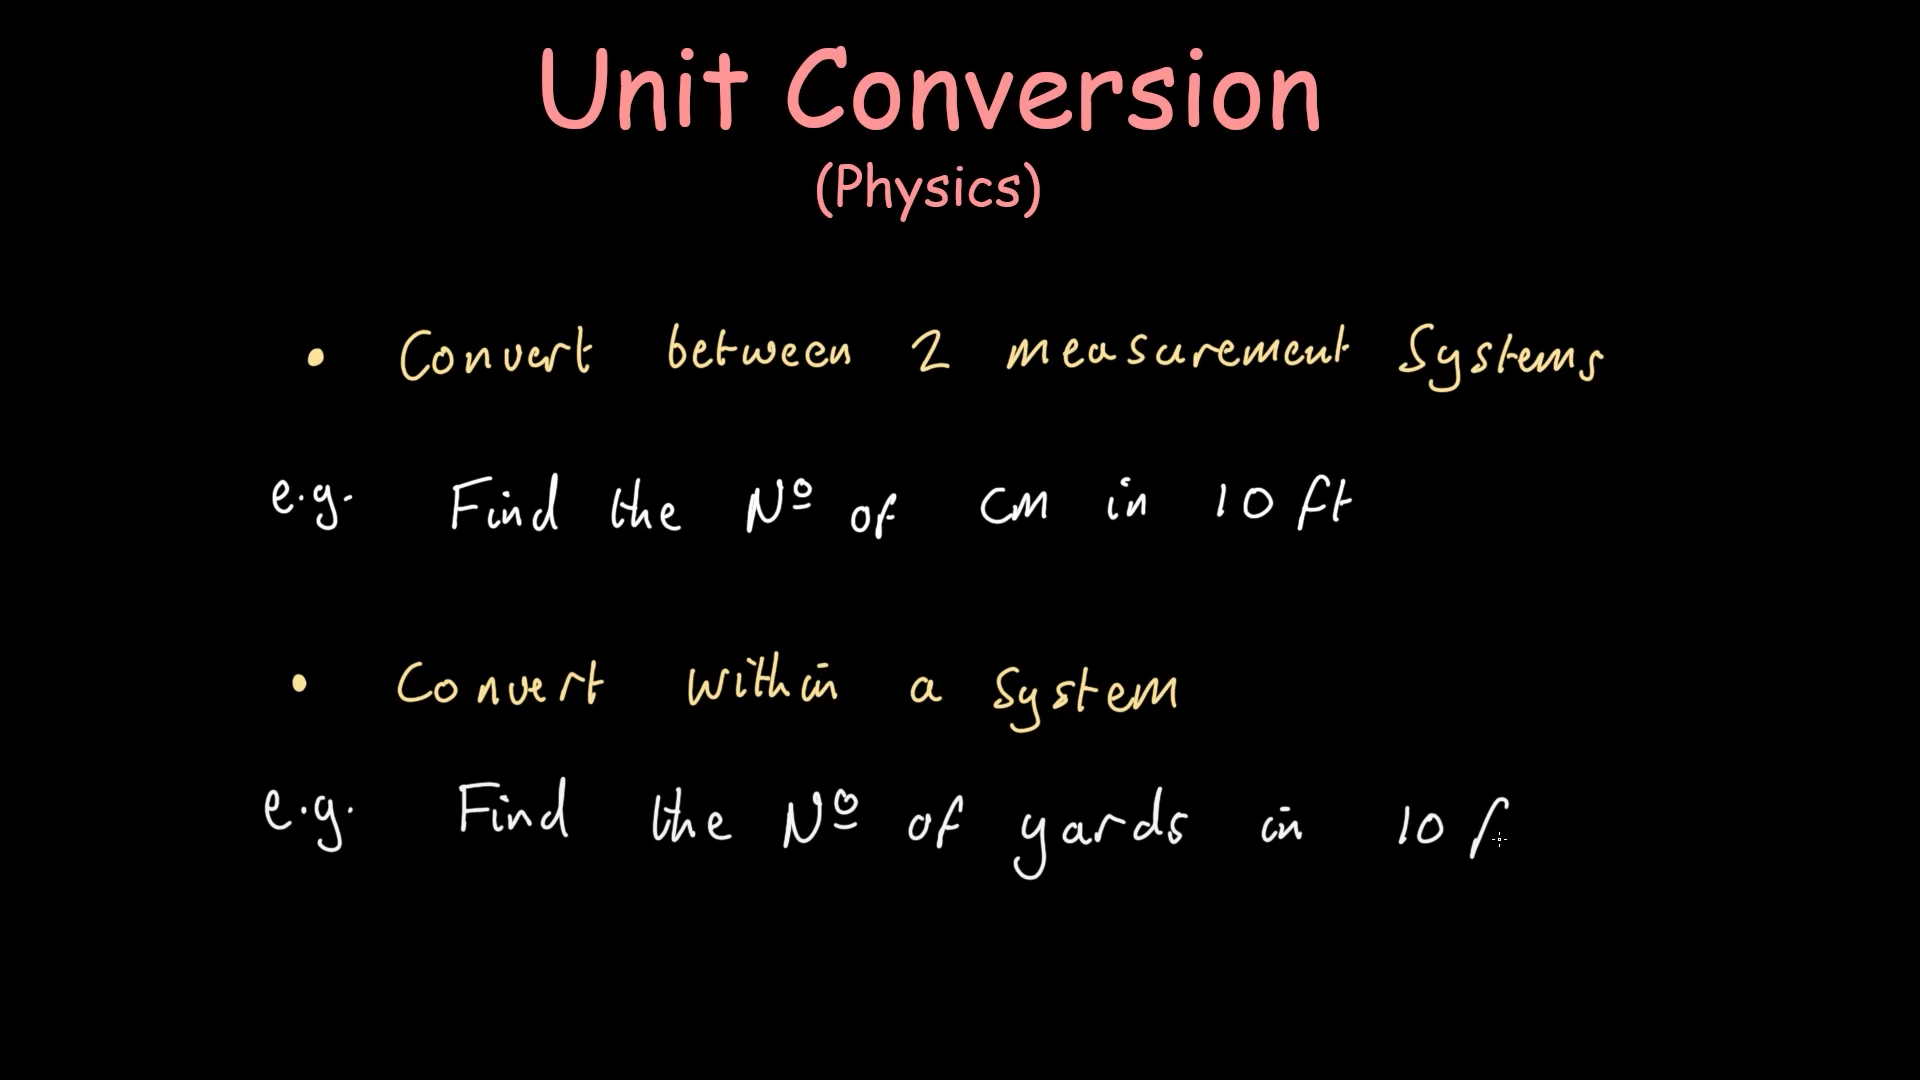 Unit Conversion
(Physics)
• Convert between 2 measurement Systems
e.g. Find the Nº of cm in 10 ft
• Convert within a system
e.g. Find the Nº of yards in 10 f